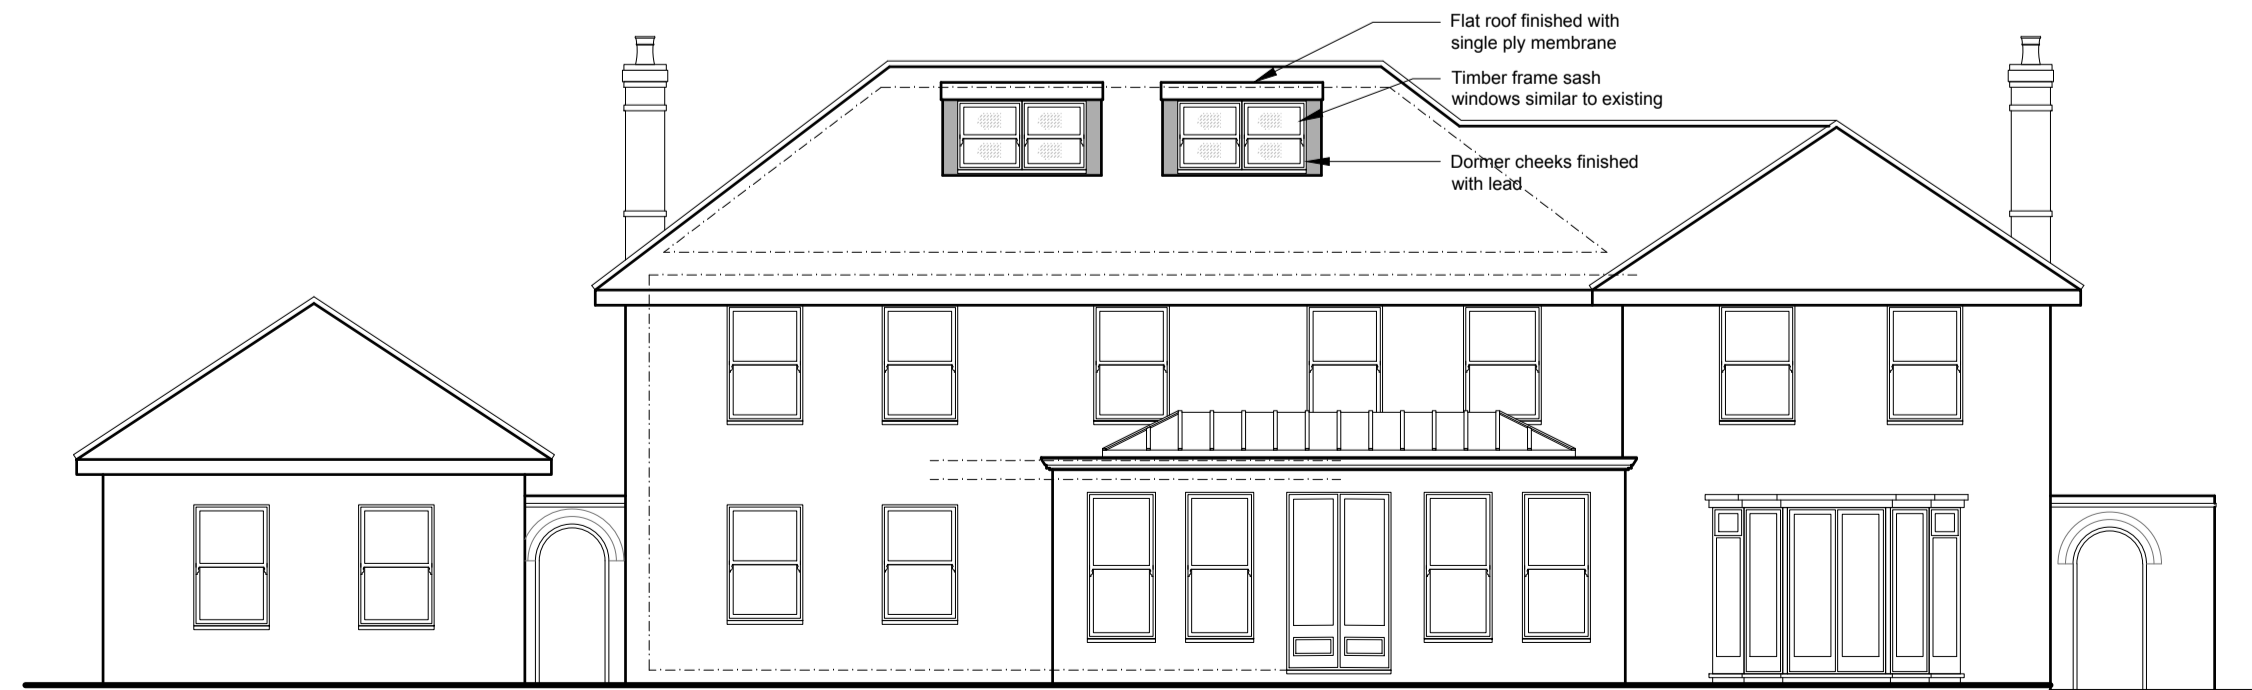 Flat roof finished with
single ply membrane
Timber frame sash
windows similar to existing
Dormer cheeks finished
with lead